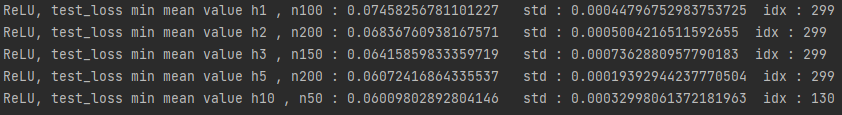 ReLU, test_loss min mean value h1 , n100 : 0.07458256781101227   std : 0.00044796752983753725  idx : 299
ReLU, test_loss min mean value h2 , n200 : 0.06836760938167571   std : 0.0005004216511592655  idx : 299
ReLU, test_loss min mean value h3 , n150 : 0.06415859833359719   std : 0.0007362880957790183  idx : 299
ReLU, test_loss min mean value h5 , n200 : 0.06072416864335537   std : 0.00019392944237770504  idx : 299
ReLU, test_loss min mean value h10 , n50 : 0.06009802892804146   std : 0.00032998061372181963  idx : 130